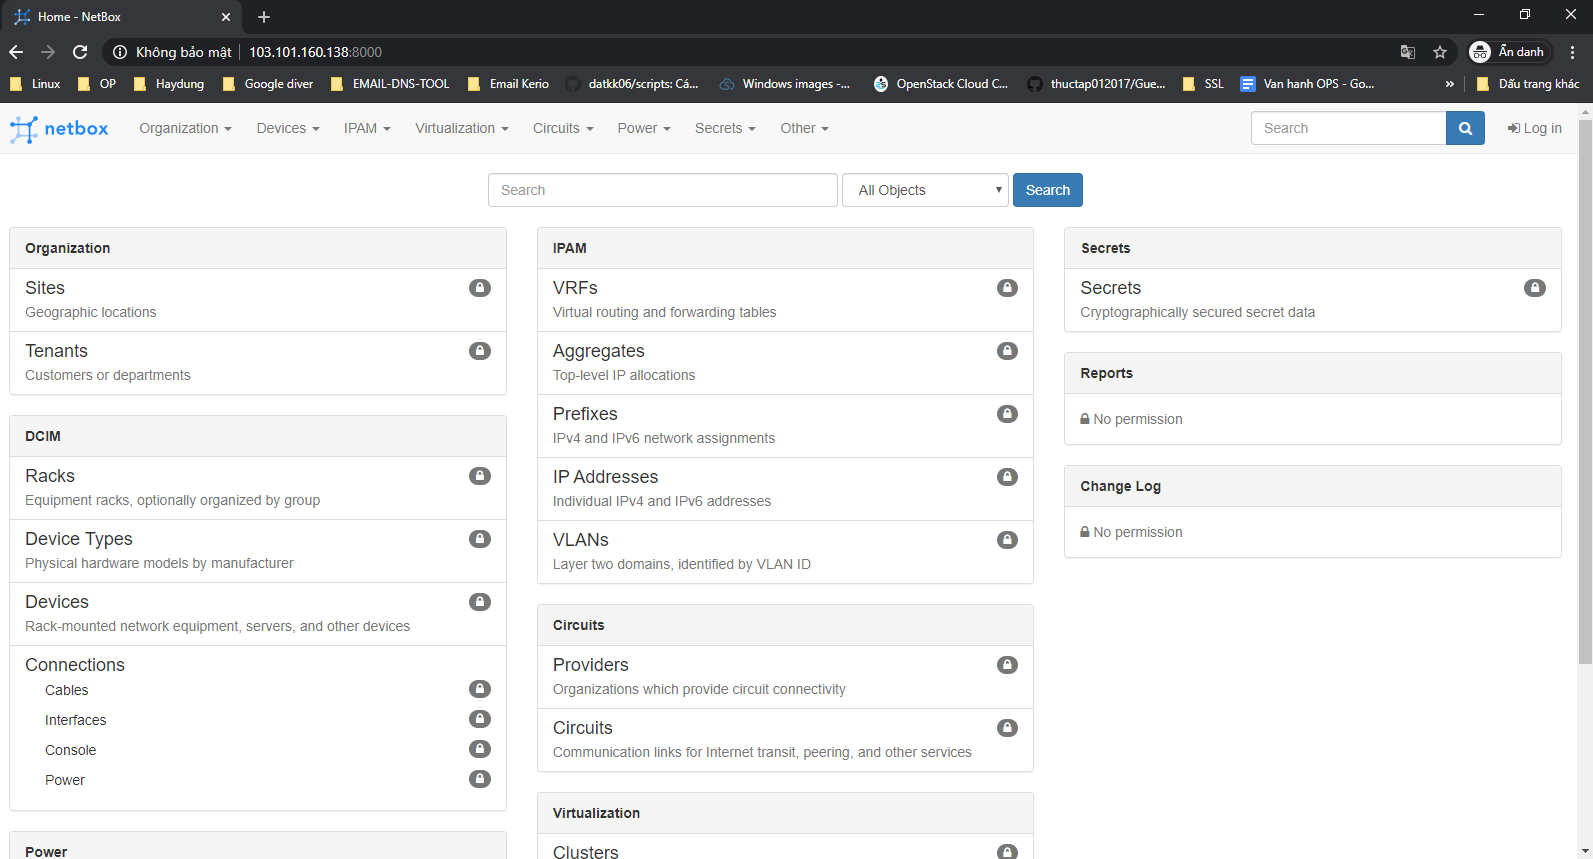 Home - NetBox
Không bảo mật 103.101.160.138:8000 Ẩn danh
Linux OP Haydung Google diver EMAIL-DNS-TOOL Email Kerio datkk06/scripts: Cá... Windows images -... OpenStack Cloud C... thuctap012017/Gue... SSL Van hanh OPS - Go... » Dấu trang khác
netbox Organization Devices IPAM Virtualization Circuits Power Secrets Other Search Log in
Search All Objects Search
Organization
Sites
Geographic locations
Tenants
Customers or departments
DCIM
Racks
Equipment racks, optionally organized by group
Device Types
Physical hardware models by manufacturer
Devices
Rack-mounted network equipment, servers, and other devices
Connections
Cables
Interfaces
Console
Power
Power
IPAM
VRFs
Virtual routing and forwarding tables
Aggregates
Top-level IP allocations
Prefixes
IPv4 and IPv6 network assignments
IP Addresses
Individual IPv4 and IPv6 addresses
VLANs
Layer two domains, identified by VLAN ID
Circuits
Providers
Organizations which provide circuit connectivity
Circuits
Communication links for Internet transit, peering, and other services
Virtualization
Clusters
Secrets
Secrets
Cryptographically secured secret data
Reports
No permission
Change Log
No permission